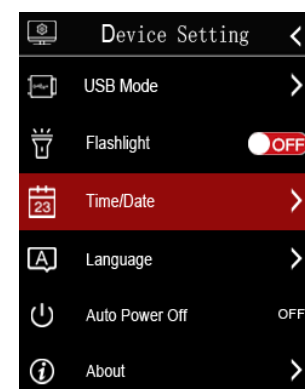 Device Setting
USB Mode
Flashlight OFF
23 Time/Date
A Language
Auto Power Off OFF
About